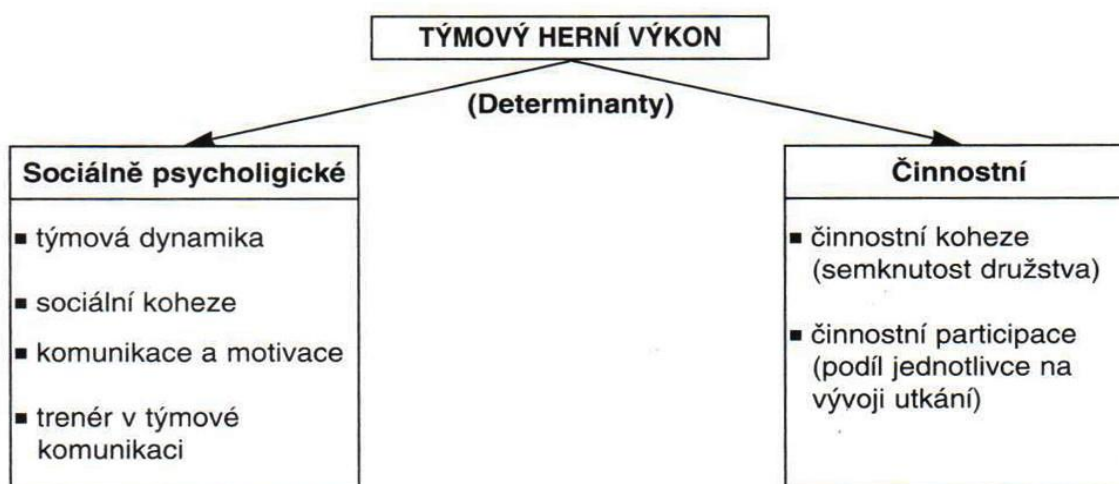 TÝMOVÝ HERNÍ VÝKON
(Determinanty)
Sociálně psycholigické
■ týmová dynamika
■ sociální koheze
■ komunikace a motivace
■ trenér v týmové
komunikaci
Činnostní
■ činnostní koheze
(semknutost družstva)
■ činnostní participace
(podíl jednotlivce na
vývoji utkání)